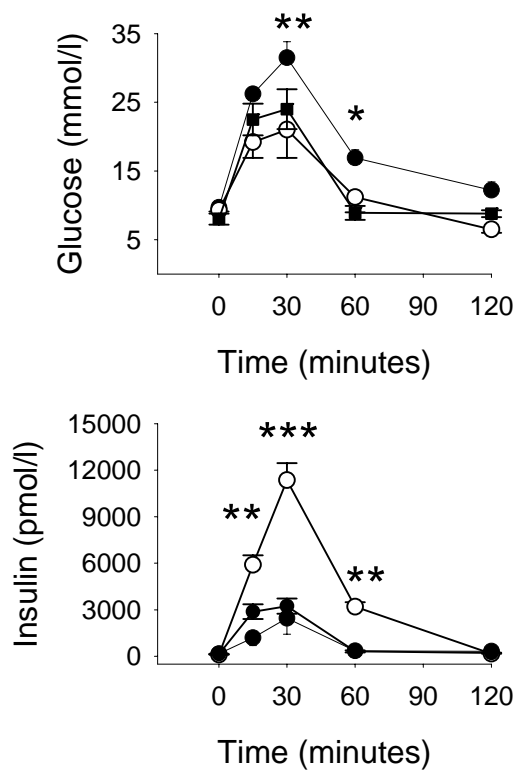 35
**
25
*
15
5
Glucose (mmol/l)
0 30 60 90 120
Time (minutes)
15000
***
12000
9000
**
6000
**
3000
0
Insulin (pmol/l)
0 30 60 90 120
Time (minutes)